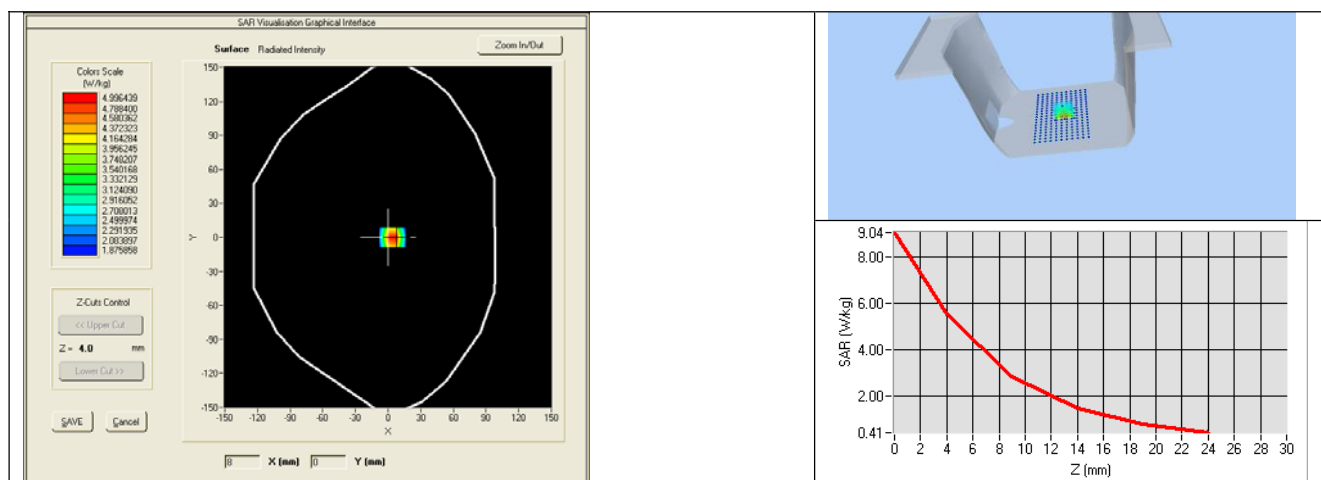 SAR Visualisation Graphical Interface
Surface Radiated Intensity
Zoom In/Out
Colors Scale
(W/kg)
4.996439
4.788400
4.580362
4.372323
4.164284
3.956245
3.748207
3.540168
3.332129
3.124090
2.916052
2.708013
2.499974
2.291935
2.083897
1.875858
Z-Cuts Control
<< Upper Cut
Z = 4.0 mm
Lower Cut >>
SAVE Cancel
Y
150
120
90
60
30
0
-30
-60
-90
-120
-150
-150 -120 -90 -60 -30 0 30 60 90 120 150
X
8 X (mm) 0 Y (mm)
SAR (W/kg)
9.04
8.00
6.00
4.00
2.00
0.41
0 2 4 6 8 10 12 14 16 18 20 22 24 26 28 30
Z (mm)